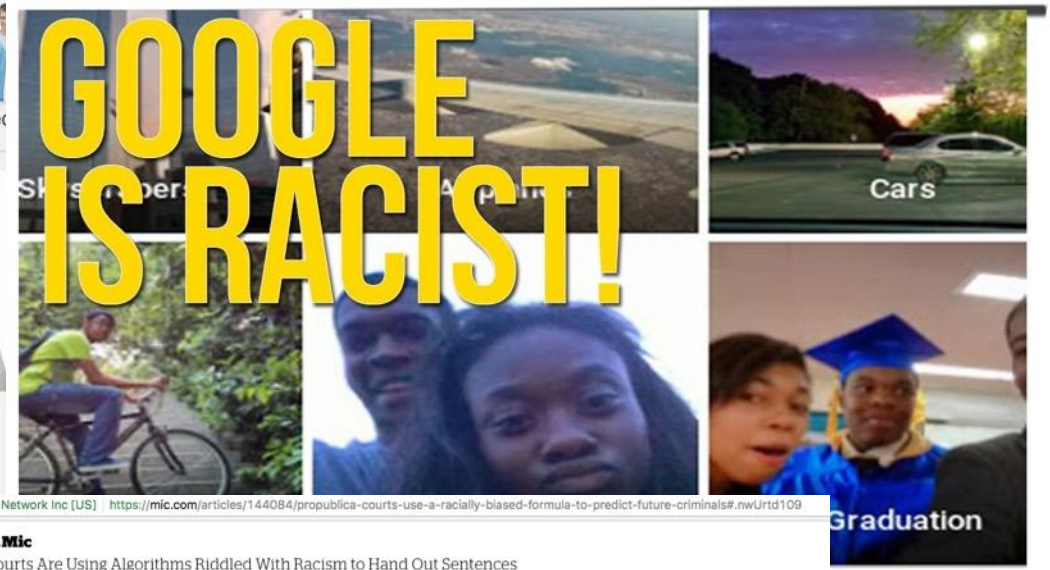 GOOGLE
IS RACIST!
Cars
Graduation
Network Inc [US] | https://mic.com/articles/144084/propublica-courts-use-a-racially-biased-formula-to-predict-future-criminals#.nwUrtd109
.Mic
ourts Are Using Algorithms Riddled With Racism to Hand Out Sentences